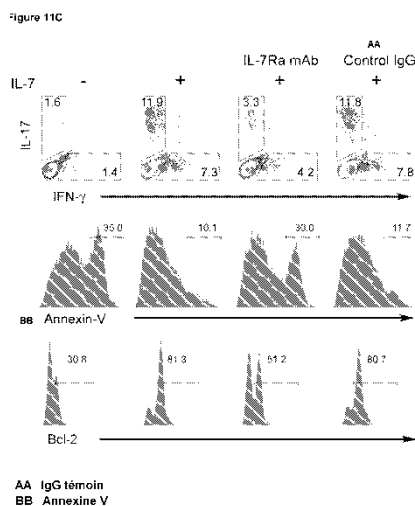 Figure 11C
AA
IL-7Ra mAb Control IgG
IL-7 - + + +
1.6 11.9 3.3 11.8
IL-17
1.4 7.3 4.2 7.8
IFN-γ
35.0 10.1 30.0 11.7
BB Annexin-V
30.8 81.3 51.2 80.7
Bcl-2
AA IgG témoin
BB Annexine V